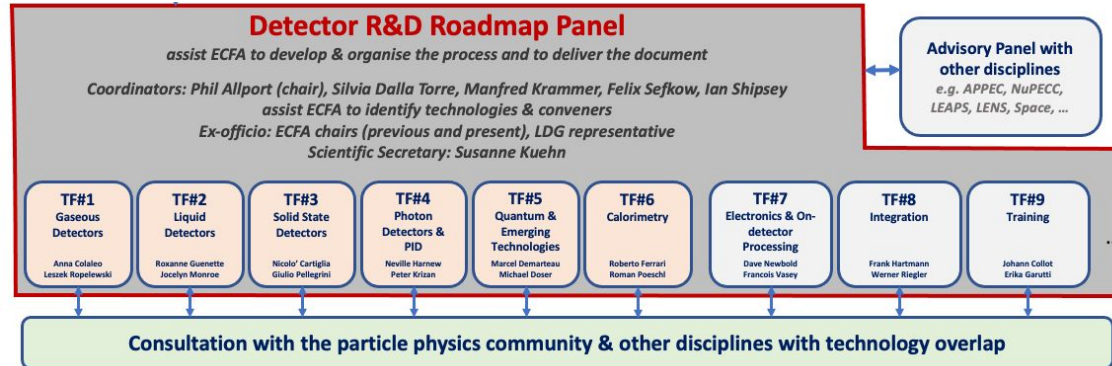 Detector R&D Roadmap Panel
assist ECFA to develop & organise the process and to deliver the document
Coordinators: Phil Allport (chair), Silvia Dalla Torre, Manfred Krammer, Felix Sefkow, Ian Shipsey
assist ECFA to identify technologies & conveners
Ex-officio: ECFA chairs (previous and present), LDG representative
Scientific Secretary: Susanne Kuehn
Advisory Panel with
other disciplines
e.g. APPEC, NuPECC,
LEAPS, LENS, Space, ...
TF#1
Gaseous
Detectors
Anna Colaleo
Leszek Ropelewski
TF#2
Liquid
Detectors
Roxanne Guenette
Jocelyn Monroe
TF#3
Solid State
Detectors
Nicolo' Cartiglia
Giulio Pellegrini
TF#4
Photon
Detectors &
PID
Neville Harnew
Peter Krizan
TF#5
Quantum &
Emerging
Technologies
Marcel Demarteau
Michael Doser
TF#6
Calorimetry
Roberto Ferrari
Roman Poeschl
TF#7
Electronics & On-
detector
Processing
Dave Newbold
Francois Vasey
TF#8
Integration
Frank Hartmann
Werner Riegler
TF#9
Training
Johann Collot
Erika Garutti
Consultation with the particle physics community & other disciplines with technology overlap